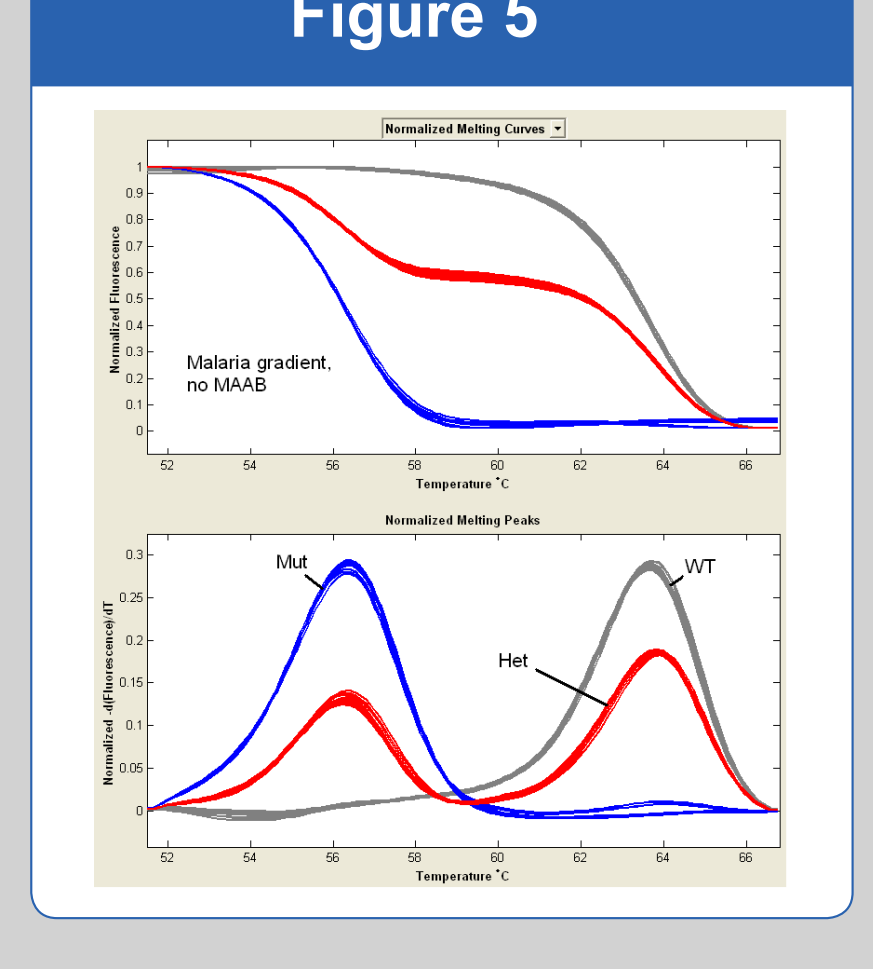 Figure 5
Normalized Melting Curves
1
0.9
0.8
0.7
0.6
0.5
0.4
0.3
0.2
0.1
0
Normalized Fluorescence
Malaria gradient,
no MAAB
52 54 56 58 60 62 64 66
Temperature °C
Normalized Melting Peaks
0.3
0.25
0.2
0.15
0.1
0.05
0
Normalized -d(Fluorescence)/dT
Mut
WT
Het
52 54 56 58 60 62 64 66
Temperature °C